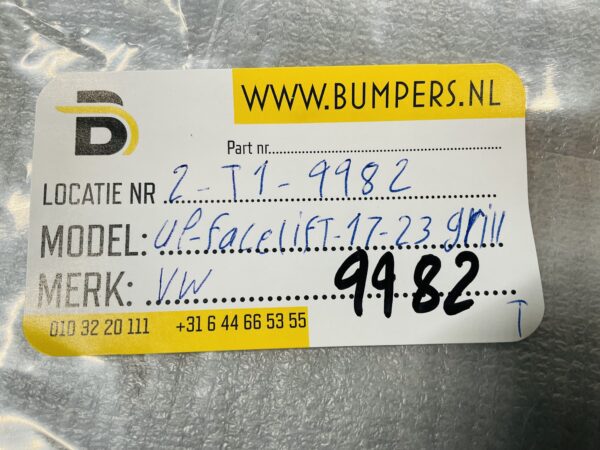 WWW.BUMPERS.NL
B
Part nr.
LOCATIE NR 2-T1-9982
MODEL: UP-facelifT-17-23 grill
MERK: VW
9982
010 32 20 111 +31 6 44 66 53 55
T